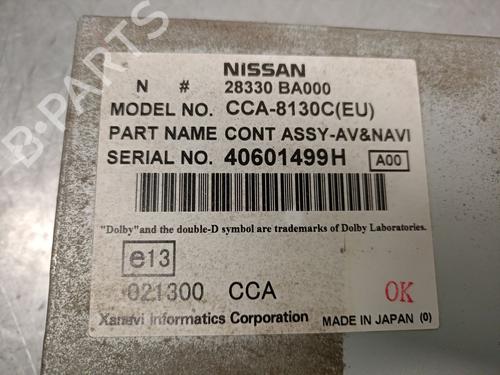 NISSAN
N # 28330 BA000
MODEL NO. CCA-8130C(EU)
PART NAME CONT ASSY-AV&NAVI
SERIAL NO. 40601499H A00
"Dolby"and the double-D symbol are trademarks of Dolby Laboratories.
e13
021300 CCA OK
Xanavi Informatics Corporation MADE IN JAPAN (0)